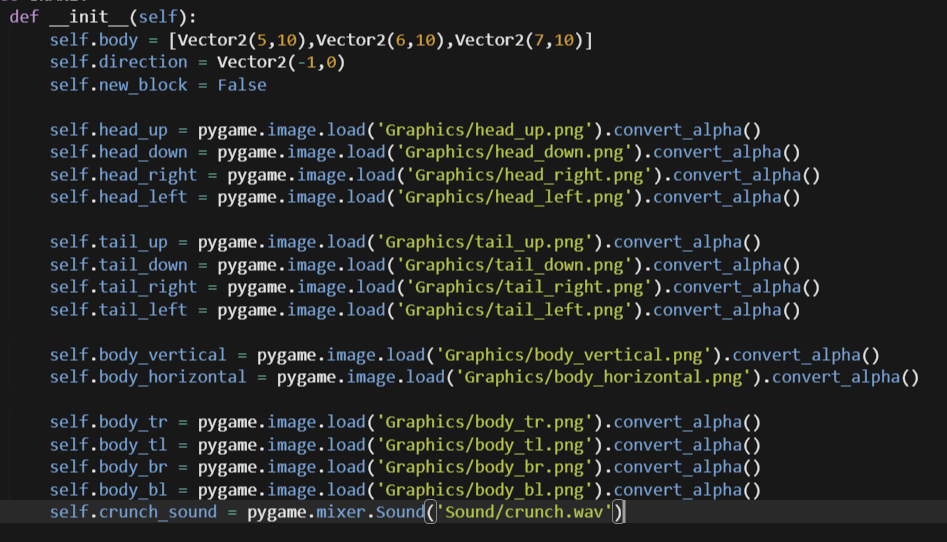 def __init__(self):
self.body = [Vector2(5,10),Vector2(6,10),Vector2(7,10)]
self.direction = Vector2(-1,0)
self.new_block = False
self.head_up = pygame.image.load('Graphics/head_up.png').convert_alpha()
self.head_down = pygame.image.load('Graphics/head_down.png').convert_alpha()
self.head_right = pygame.image.load('Graphics/head_right.png').convert_alpha()
self.head_left = pygame.image.load('Graphics/head_left.png').convert_alpha()
self.tail_up = pygame.image.load('Graphics/tail_up.png').convert_alpha()
self.tail_down = pygame.image.load('Graphics/tail_down.png').convert_alpha()
self.tail_right = pygame.image.load('Graphics/tail_right.png').convert_alpha()
self.tail_left = pygame.image.load('Graphics/tail_left.png').convert_alpha()
self.body_vertical = pygame.image.load('Graphics/body_vertical.png').convert_alpha()
self.body_horizontal = pygame.image.load('Graphics/body_horizontal.png').convert_alpha()
self.body_tr = pygame.image.load('Graphics/body_tr.png').convert_alpha()
self.body_tl = pygame.image.load('Graphics/body_tl.png').convert_alpha()
self.body_br = pygame.image.load('Graphics/body_br.png').convert_alpha()
self.body_bl = pygame.image.load('Graphics/body_bl.png').convert_alpha()
self.crunch_sound = pygame.mixer.Sound('Sound/crunch.wav')